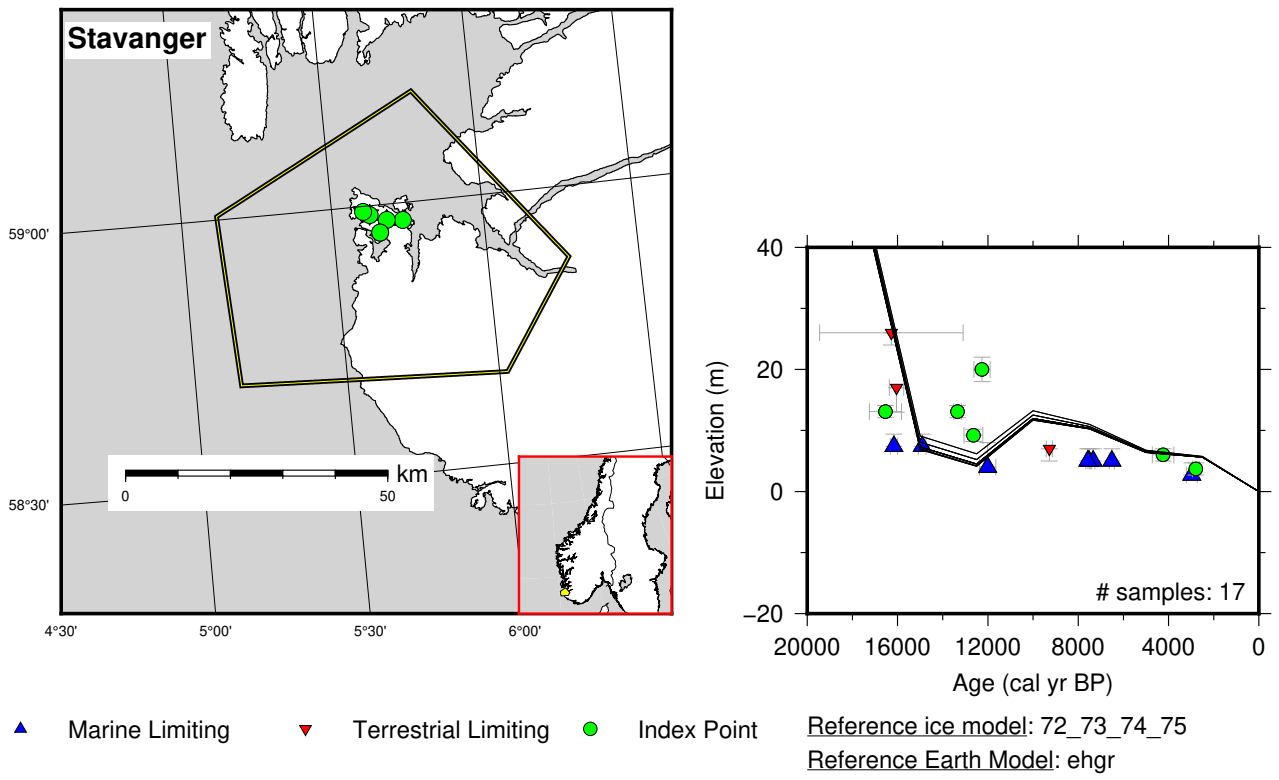 Stavanger
59°00'
58°30'
4°30'
5°00'
5°30'
6°00'
km
0
50
40
20
0
−20
Elevation (m)
# samples: 17
20000
16000
12000
8000
4000
0
Age (cal yr BP)
Marine Limiting
Terrestrial Limiting
Index Point
Reference ice model: 72_73_74_75
Reference Earth Model: ehgr